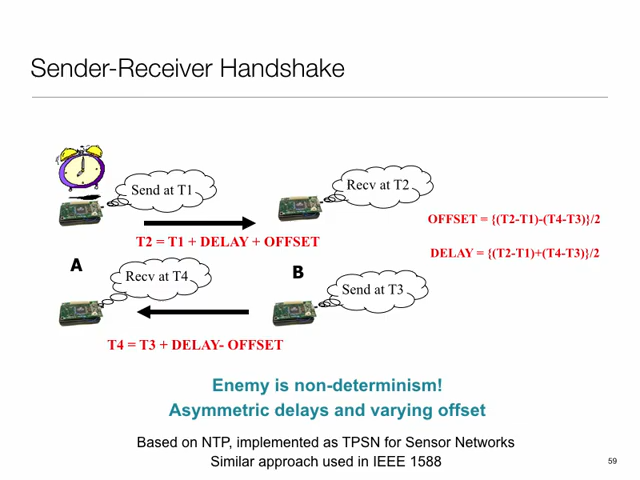 Sender-Receiver Handshake
Send at T1
Recv at T2
OFFSET = {(T2-T1)-(T4-T3)}/2
T2 = T1 + DELAY + OFFSET
DELAY = {(T2-T1)+(T4-T3)}/2
A
Recv at T4
B
Send at T3
T4 = T3 + DELAY- OFFSET
Enemy is non-determinism!
Asymmetric delays and varying offset
Based on NTP, implemented as TPSN for Sensor Networks
Similar approach used in IEEE 1588
59